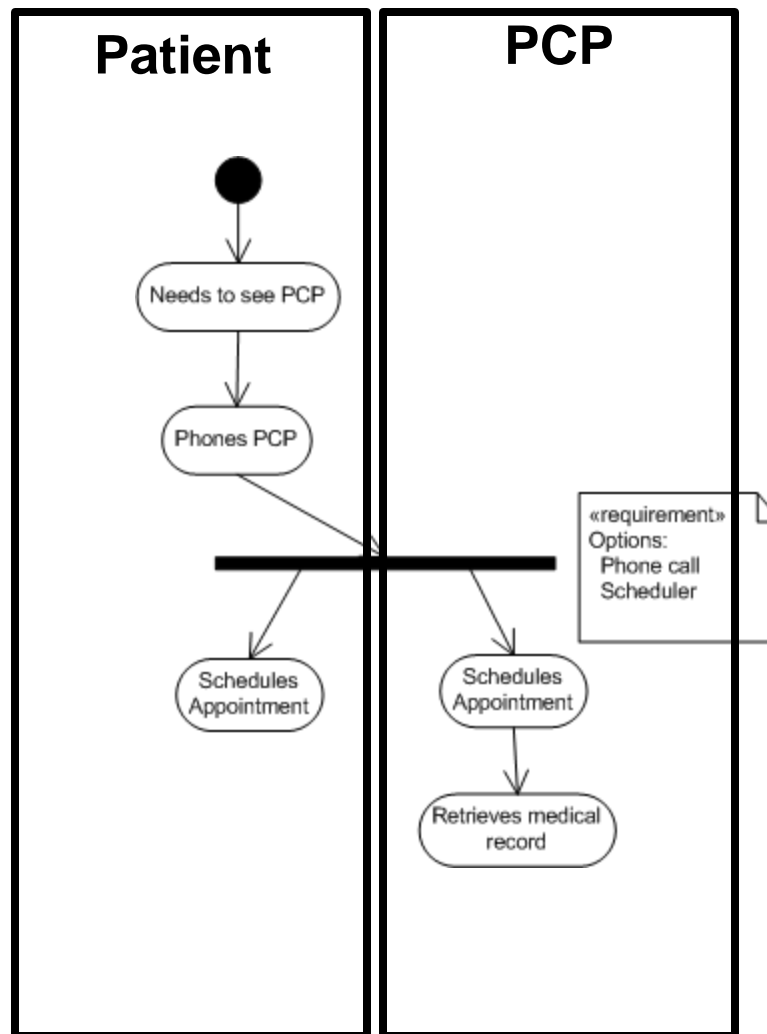 Patient
PCP
Needs to see PCP
Phones PCP
«requirement»
Options:
Phone call
Scheduler
Schedules
Appointment
Schedules
Appointment
Retrieves medical
record